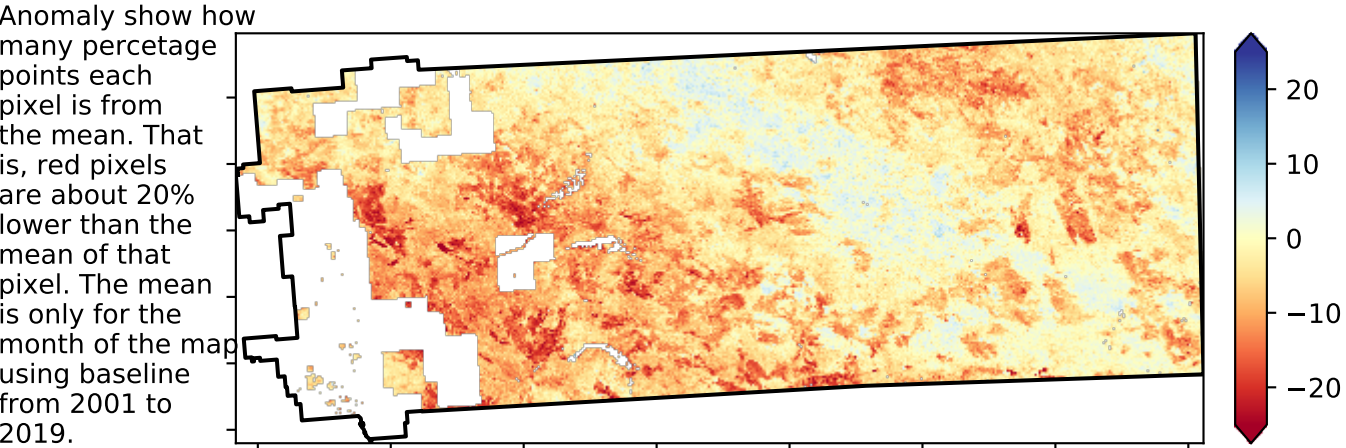 Anomaly show how
many percetage
points each
pixel is from
the mean. That
is, red pixels
are about 20%
lower than the
mean of that
pixel. The mean
is only for the
month of the map
using baseline
from 2001 to
2019.
20
10
0
−10
−20